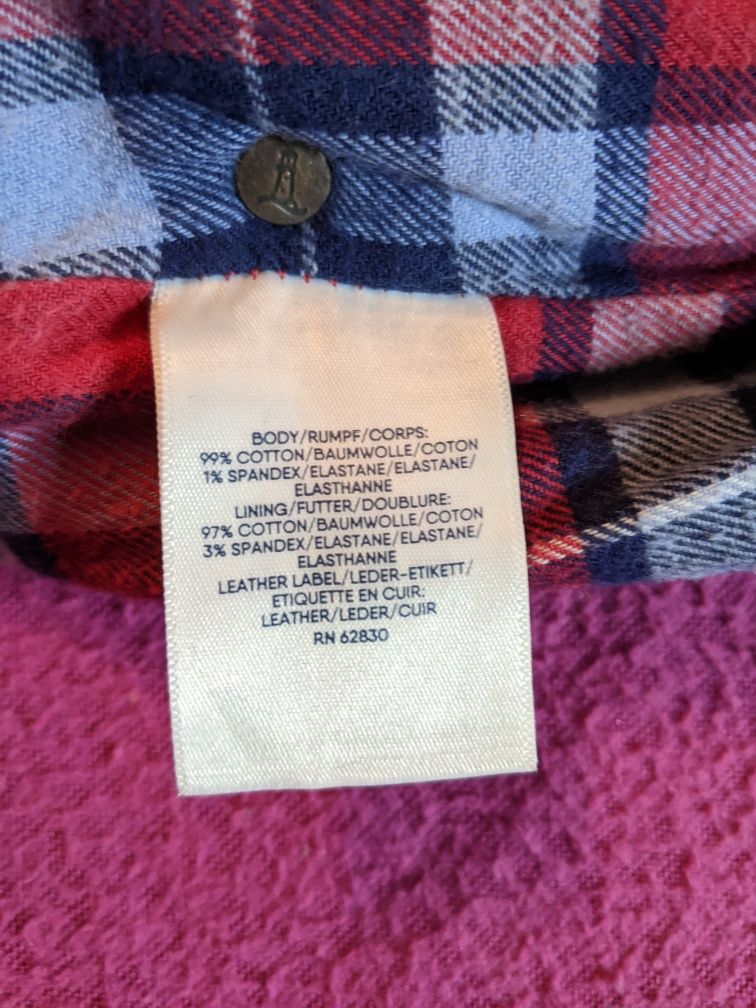 BODY/RUMPF/CORPS:
99% COTTON/BAUMWOLLE/COTON
1% SPANDEX/ELASTANE/ELASTANE/
ELASTHANNE
LINING/FUTTER/DOUBLURE:
97% COTTON/BAUMWOLLE/COTON
3% SPANDEX/ELASTANE/ELASTANE/
ELASTHANNE
LEATHER LABEL/LEDER-ETIKETT/
ETIQUETTE EN CUIR:
LEATHER/LEDER/CUIR
RN 62830